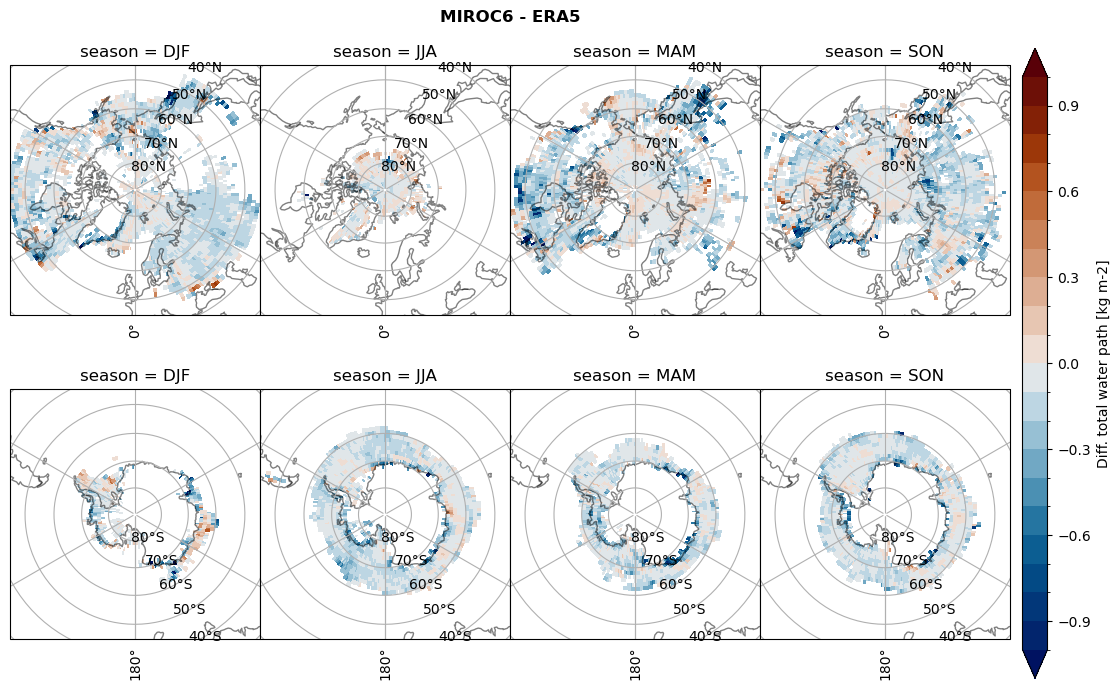 MIROC6 - ERA5
season = DJF
season = JJA
season = MAM
season = SON
40°N
50°N
60°N
70°N
80°N
40°N
50°N
60°N
70°N
80°N
40°N
50°N
60°N
70°N
80°N
40°N
50°N
60°N
70°N
80°N
0°
0°
0°
0°
season = DJF
season = JJA
season = MAM
season = SON
80°S
70°S
60°S
50°S
40°S
80°S
70°S
60°S
50°S
40°S
80°S
70°S
60°S
50°S
40°S
80°S
70°S
60°S
50°S
40°S
180°
180°
180°
180°
0.9
0.6
0.3
0.0
−0.3
−0.6
−0.9
Diff. total water path [kg m-2]